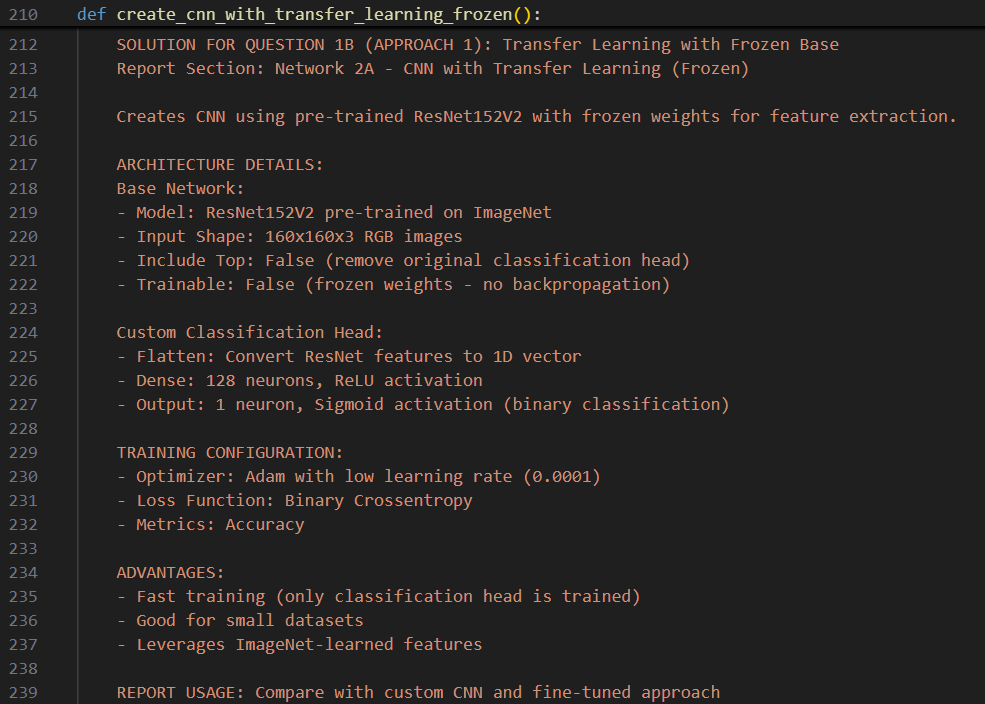 210 def create_cnn_with_transfer_learning_frozen():
212 SOLUTION FOR QUESTION 1B (APPROACH 1): Transfer Learning with Frozen Base
213 Report Section: Network 2A - CNN with Transfer Learning (Frozen)
214
215 Creates CNN using pre-trained ResNet152V2 with frozen weights for feature extraction.
216
217 ARCHITECTURE DETAILS:
218 Base Network:
219 - Model: ResNet152V2 pre-trained on ImageNet
220 - Input Shape: 160x160x3 RGB images
221 - Include Top: False (remove original classification head)
222 - Trainable: False (frozen weights - no backpropagation)
223
224 Custom Classification Head:
225 - Flatten: Convert ResNet features to 1D vector
226 - Dense: 128 neurons, ReLU activation
227 - Output: 1 neuron, Sigmoid activation (binary classification)
228
229 TRAINING CONFIGURATION:
230 - Optimizer: Adam with low learning rate (0.0001)
231 - Loss Function: Binary Crossentropy
232 - Metrics: Accuracy
233
234 ADVANTAGES:
235 - Fast training (only classification head is trained)
236 - Good for small datasets
237 - Leverages ImageNet-learned features
238
239 REPORT USAGE: Compare with custom CNN and fine-tuned approach